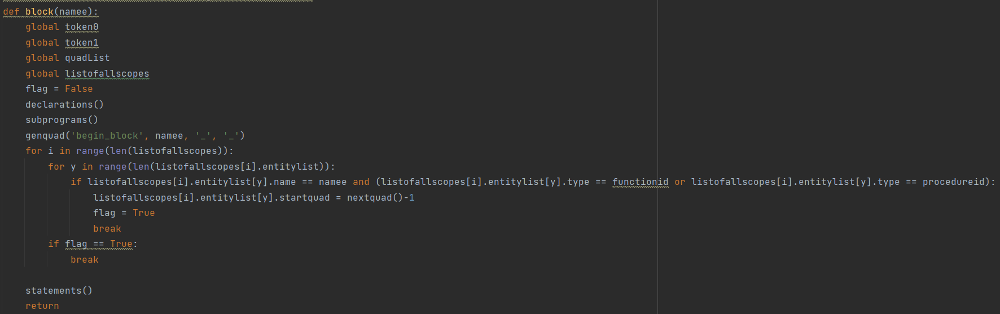 def block(namee):
    global token0
    global token1
    global quadList
    global listofallscopes
    flag = False
    declarations()
    subprograms()
    genquad('begin_block', namee, '_', '_')
    for i in range(len(listofallscopes)):
        for y in range(len(listofallscopes[i].entitylist)):
            if listofallscopes[i].entitylist[y].name == namee and (listofallscopes[i].entitylist[y].type == functionid or listofallscopes[i].entitylist[y].type == procedureid):
                listofallscopes[i].entitylist[y].startquad = nextquad()-1
                flag = True
                break
        if flag == True:
            break

    statements()
    return